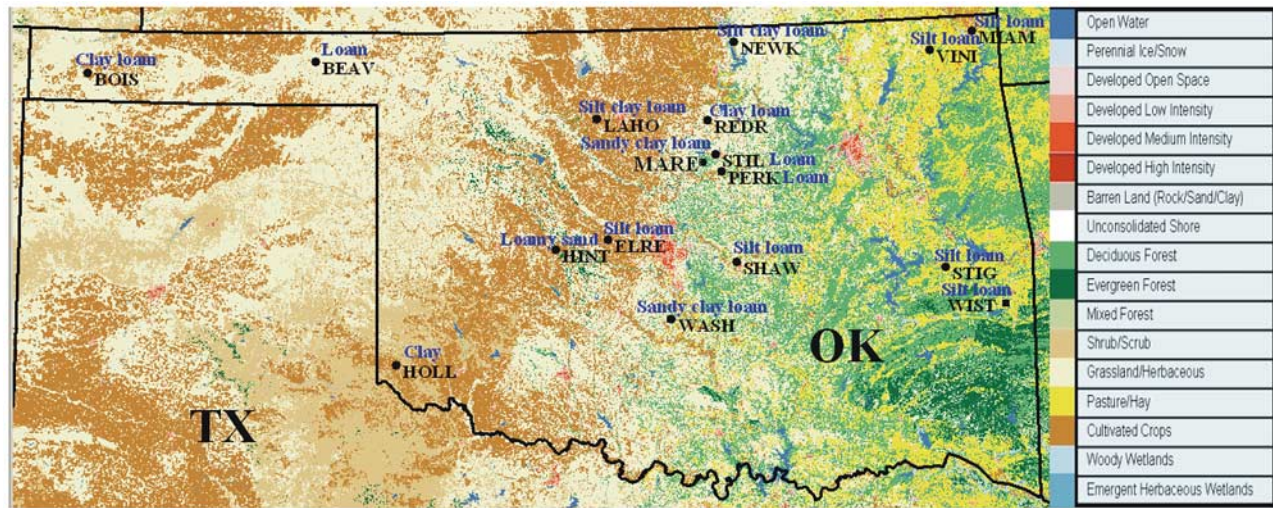 Silt loam
MIAM
Silt clay loam
NEWK
Silt loam
VINI
Loam
BEAV
Clay loam
BOIS
Silt clay loam
LAHO
Clay loam
REDR
Sandy clay loam
MARE
STIL Loam
PERK Loam
Loamy sand
HINT
Silt loam
ELRE
Silt loam
SHAW
Silt loam
STIG
Silt loam
WIST
Sandy clay loam
WASH
OK
Clay
HOLL
TX
Open Water
Perennial Ice/Snow
Developed Open Space
Developed Low Intensity
Developed Medium Intensity
Developed High Intensity
Barren Land (Rock/Sand/Clay)
Unconsolidated Shore
Deciduous Forest
Evergreen Forest
Mixed Forest
Shrub/Scrub
Grassland/Herbaceous
Pasture/Hay
Cultivated Crops
Woody Wetlands
Emergent Herbaceous Wetlands